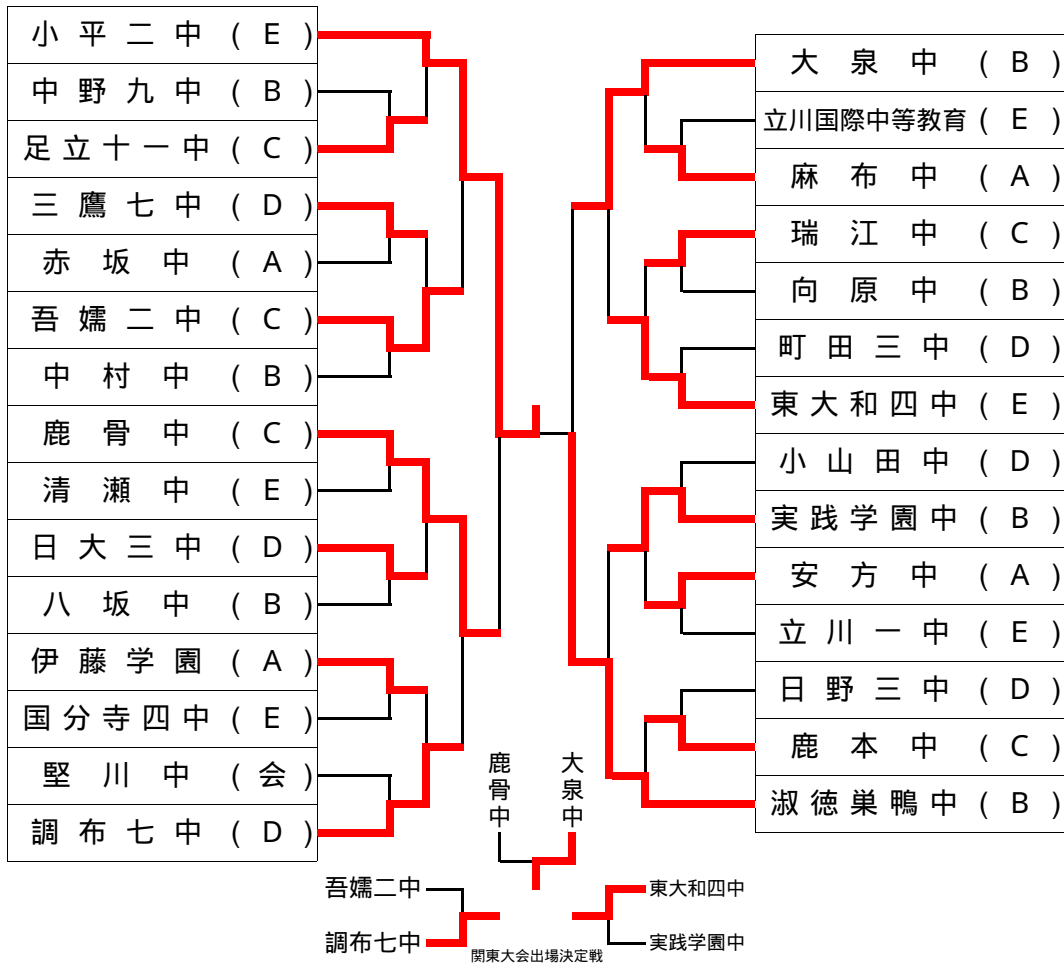 小平二中 ( E )
中野九中 ( B )
足立十一中 ( C )
三鷹七中 ( D )
赤坂中 ( A )
吾嬬二中 ( C )
中村中 ( B )
鹿骨中 ( C )
清瀬中 ( E )
日大三中 ( D )
八坂中 ( B )
伊藤学園 ( A )
国分寺四中 ( E )
堅川中 ( 会 )
調布七中 ( D )
大泉中 ( B )
立川国際中等教育 ( E )
麻布中 ( A )
瑞江中 ( C )
向原中 ( B )
町田三中 ( D )
東大和四中 ( E )
小山田中 ( D )
実践学園中 ( B )
安方中 ( A )
立川一中 ( E )
日野三中 ( D )
鹿本中 ( C )
淑徳巣鴨中 ( B )
鹿骨中
大泉中
吾嬬二中
調布七中
東大和四中
実践学園中
関東大会出場決定戦